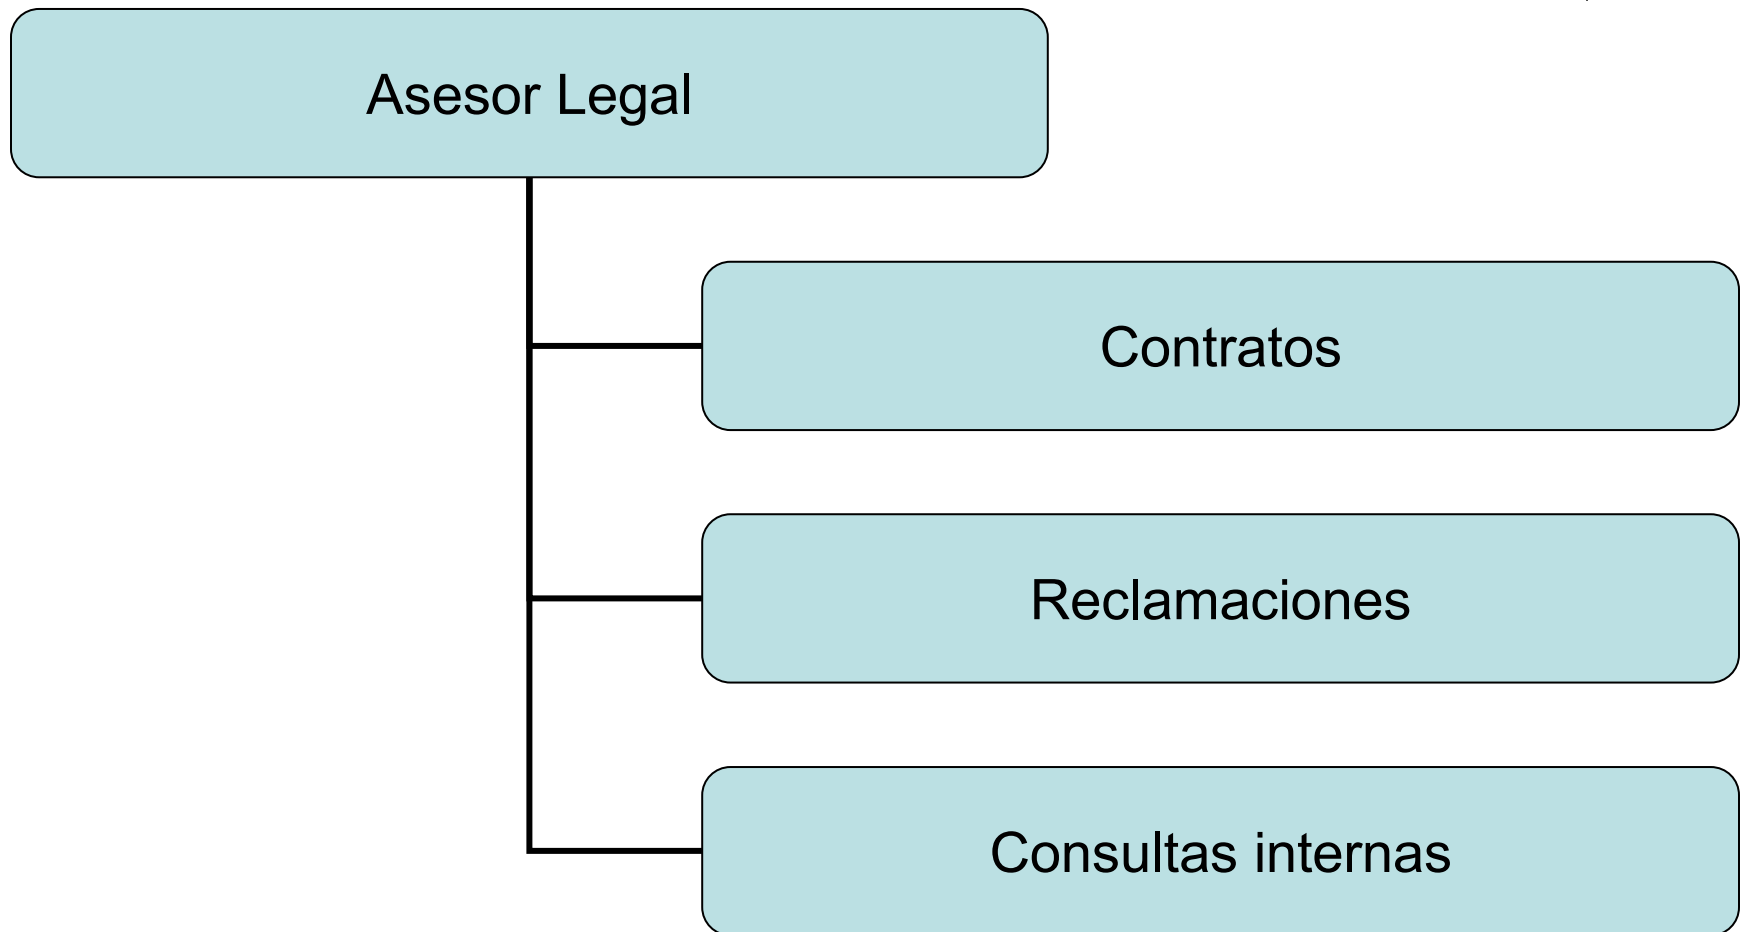 Asesor Legal
Contratos
Reclamaciones
Consultas internas